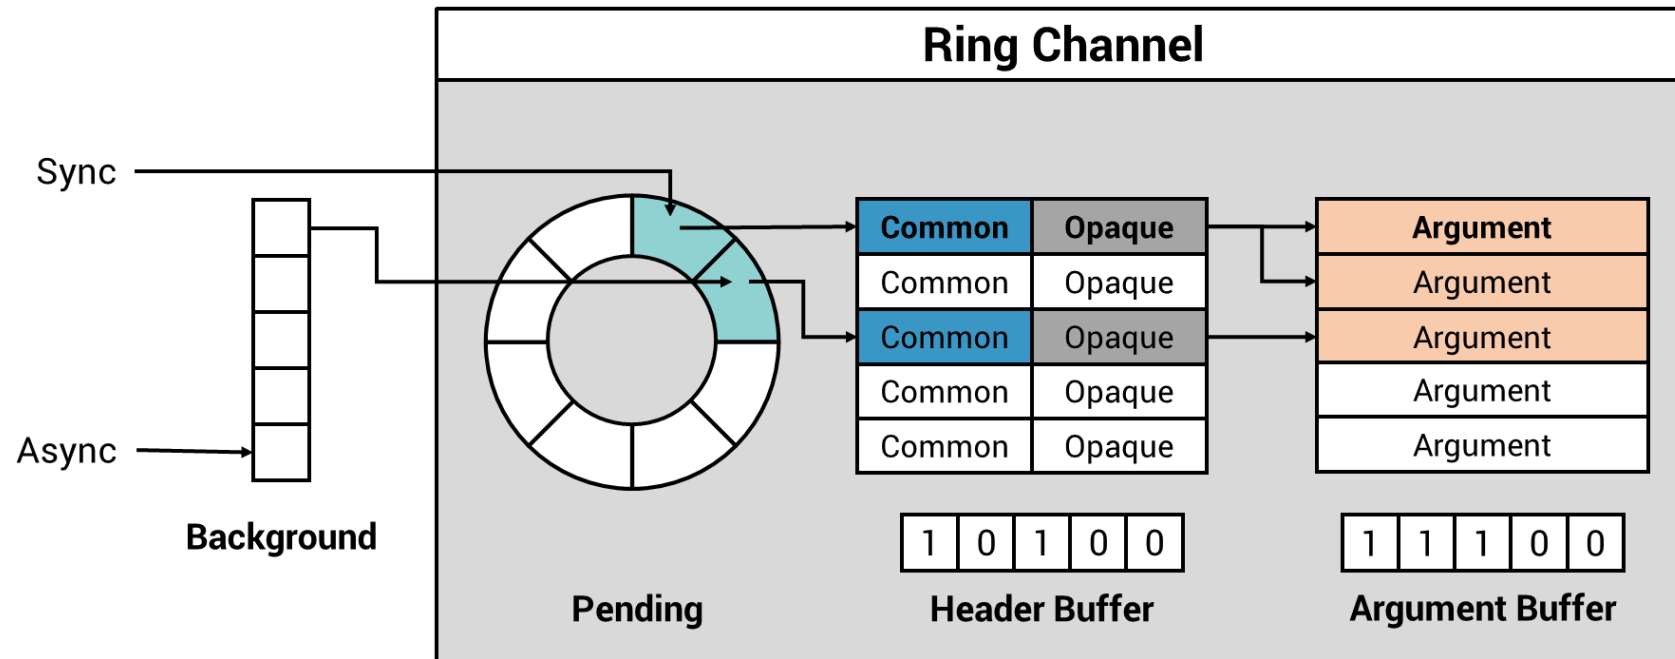 Ring Channel
Sync
Async
Background
Pending
Common Opaque
Common Opaque
Common Opaque
Common Opaque
Common Opaque
1 0 1 0 0
Header Buffer
Argument
Argument
Argument
Argument
Argument
1 1 1 0 0
Argument Buffer